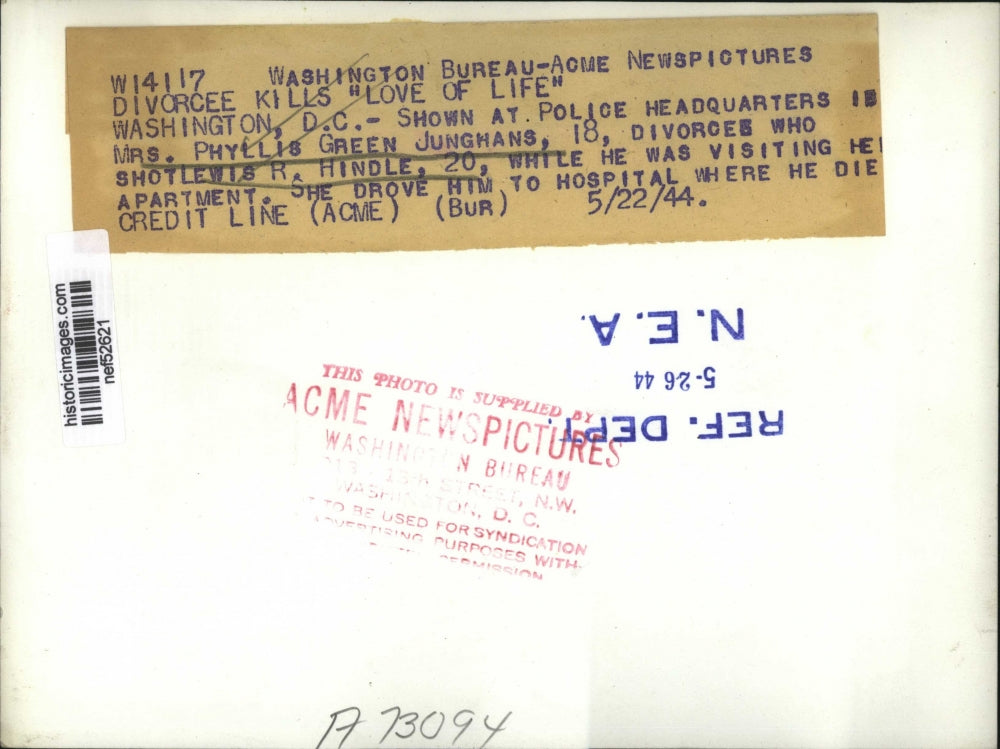 W14117 WASHINGTON BUREAU-ACME NEWSPICTURES
DIVORCEE KILLS "LOVE OF LIFE"
WASHINGTON, D.C.- SHOWN AT POLICE HEADQUARTERS
MRS. PHYLLIS GREEN JUNGHANS, 18, DIVORCEE WHO
SHOTLEWIS R. HINDLE, 20, WHILE HE WAS VISITING HE
APARTMENT. SHE DROVE HIM TO HOSPITAL WHERE HE DIE
CREDIT LINE (ACME) (BUR) 5/22/44.
historicimages.com
nef52621
N.E.A.
5-26 44
REF. DEPT.
THIS PHOTO IS SUPPLIED BY
ACME NEWSPICTURES
WASHINGTON BUREAU
STREET, N.W.
WASHINGTON, D. C.
TO BE USED FOR SYNDICATION
ADVERTISING PURPOSES WITH-
PERMISSION
A 73094